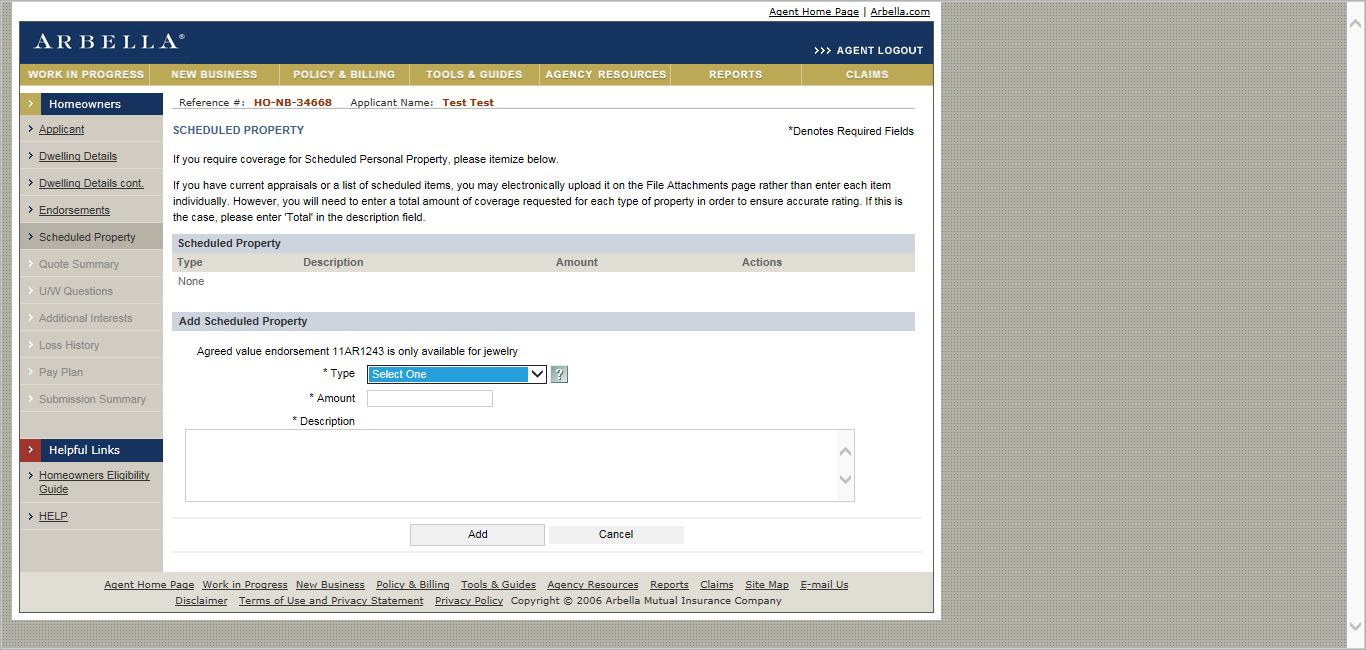 Agent Home Page | Arbella.com
ARBELLA®
>>> AGENT LOGOUT
WORK IN PROGRESS NEW BUSINESS POLICY & BILLING TOOLS & GUIDES AGENCY RESOURCES REPORTS CLAIMS
Homeowners
Applicant
Dwelling Details
Dwelling Details cont.
Endorsements
Scheduled Property
Quote Summary
U/W Questions
Additional Interests
Loss History
Pay Plan
Submission Summary
Helpful Links
Homeowners Eligibility
Guide
HELP
Reference #: HO-NB-34668 Applicant Name: Test Test
SCHEDULED PROPERTY
*Denotes Required Fields
If you require coverage for Scheduled Personal Property, please itemize below.
If you have current appraisals or a list of scheduled items, you may electronically upload it on the File Attachments page rather than enter each item
individually. However, you will need to enter a total amount of coverage requested for each type of property in order to ensure accurate rating. If this is
the case, please enter 'Total' in the description field.
Scheduled Property
Type Description Amount Actions
None
Add Scheduled Property
Agreed value endorsement 11AR1243 is only available for jewelry
* Type Select One ?
* Amount
* Description
Add Cancel
Agent Home Page Work in Progress New Business Policy & Billing Tools & Guides Agency Resources Reports Claims Site Map E-mail Us
Disclaimer Terms of Use and Privacy Statement Privacy Policy Copyright © 2006 Arbella Mutual Insurance Company